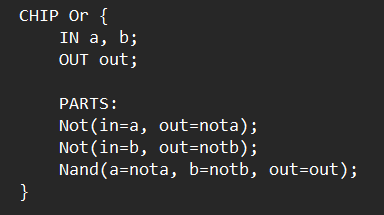 CHIP Or {
    IN a, b;
    OUT out;

    PARTS:
    Not(in=a, out=nota);
    Not(in=b, out=notb);
    Nand(a=nota, b=notb, out=out);
}